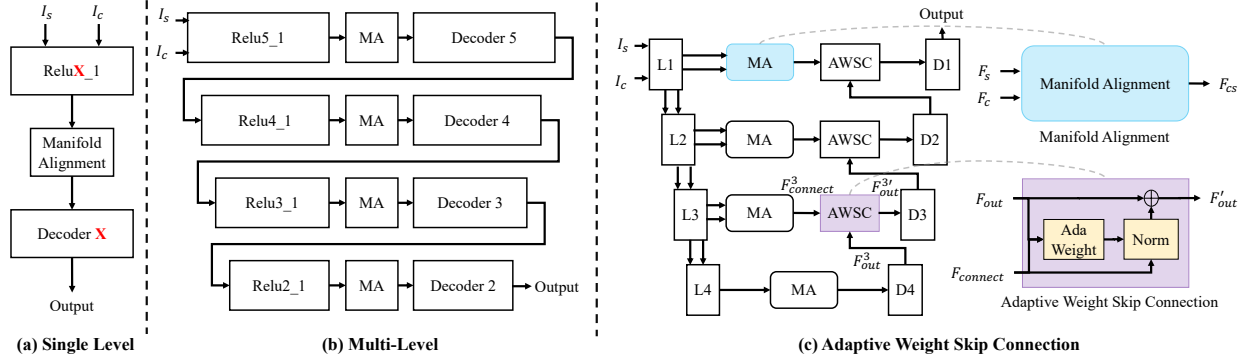 I_s I_c
ReluX_1
Manifold
Alignment
Decoder X
Output
(a) Single Level
I_s
I_c
Relu5_1 MA Decoder 5
Relu4_1 MA Decoder 4
Relu3_1 MA Decoder 3
Relu2_1 MA Decoder 2 Output
(b) Multi-Level
Output
I_s
I_c
L1 MA AWSC D1
L2 MA AWSC D2
F^3_connect F^3'_out
L3 MA AWSC D3
F^3_out
L4 MA D4
F_s
F_c
Manifold Alignment
F_cs
Manifold Alignment
F_out
F'_out
Ada
Weight
Norm
F_connect
Adaptive Weight Skip Connection
(c) Adaptive Weight Skip Connection